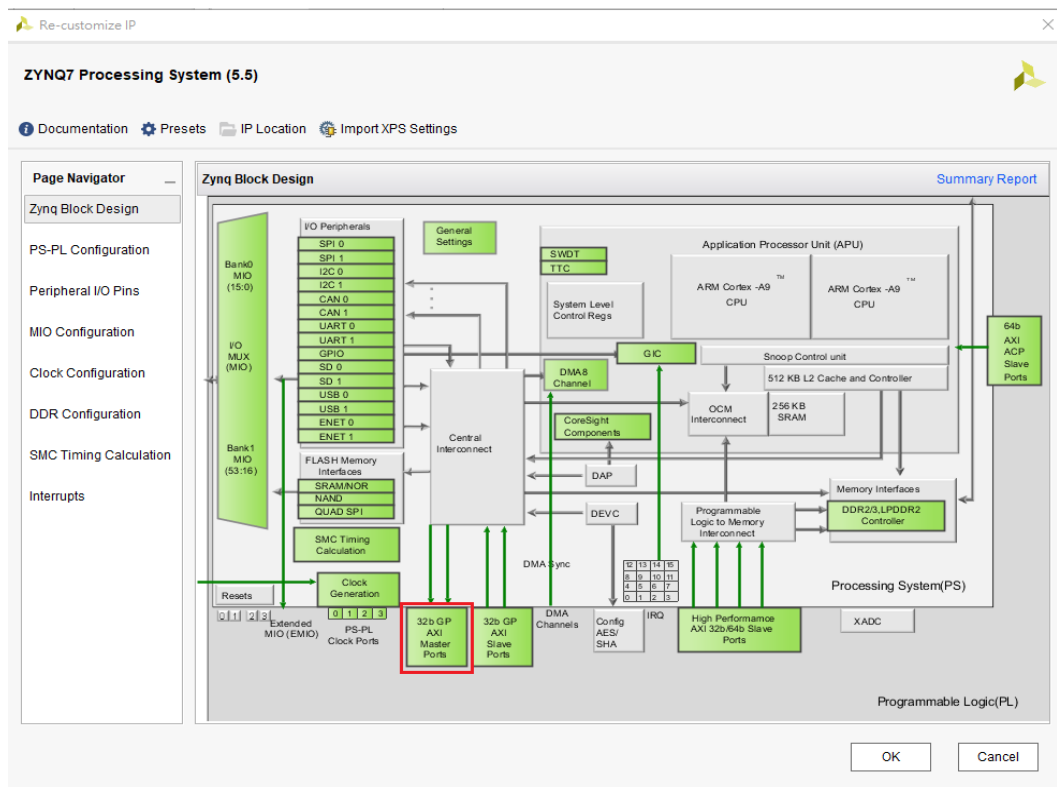 Re-customize IP
ZYNQ7 Processing System (5.5)
Documentation Presets IP Location Import XPS Settings
Page Navigator
Zynq Block Design
PS-PL Configuration
Peripheral I/O Pins
MIO Configuration
Clock Configuration
DDR Configuration
SMC Timing Calculation
Interrupts
Zynq Block Design
Summary Report
Bank0
MIO
(15:0)
I/O
MUX
(MIO)
Bank1
MIO
(53:16)
I/O Peripherals
SPI 0
SPI 1
I2C 0
I2C 1
CAN 0
CAN 1
UART 0
UART 1
GPIO
SD 0
SD 1
USB 0
USB 1
ENET 0
ENET 1
FLASH Memory
Interfaces
SRAM/NOR
NAND
QUAD SPI
SMC Timing
Calculation
Clock
Generation
Resets
0 1 2 3
Extended
MIO (EMIO)
0 1 2 3
PS-PL
Clock Ports
General
Settings
Central
Interconnect
32b GP
AXI
Master
Ports
32b GP
AXI
Slave
Ports
Application Processor Unit (APU)
SWDT
TTC
System Level
Control Regs
ARM Cortex -A9 ™
CPU
ARM Cortex -A9 ™
CPU
GIC
Snoop Control unit
DMA8
Channel
512 KB L2 Cache and Controller
OCM
Interconnect
256 KB
SRAM
CoreSight
Components
DAP
DEVC
DMA Sync
DMA
Channels
Config
AES/
SHA
12 13 14 15
8 9 10 11
4 5 6 7
0 1 2 3
IRQ
Programmable
Logic to Memory
Interconnect
Memory Interfaces
DDR2/3,LPDDR2
Controller
64b
AXI
ACP
Slave
Ports
Processing System(PS)
High Performance
AXI 32b/64b Slave
Ports
XADC
Programmable Logic(PL)
OK
Cancel